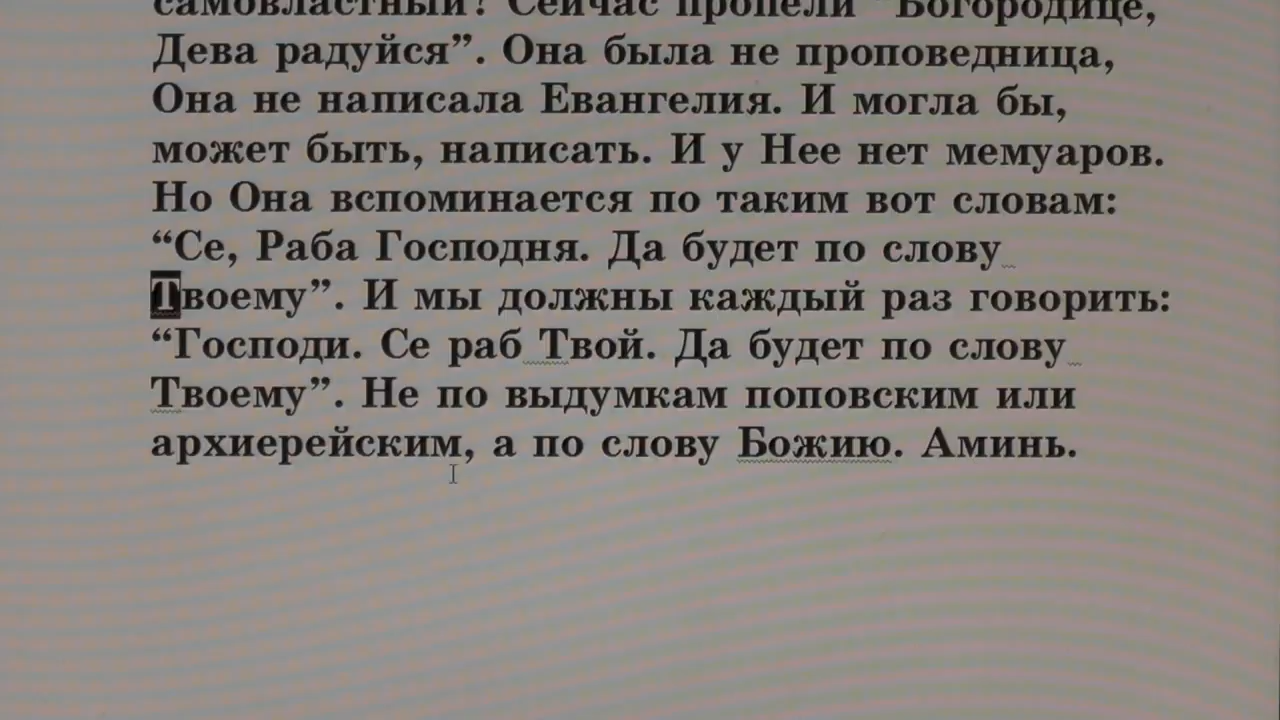 самовластный! Сейчас пропели “Богородице,
Дева радуйся”. Она была не проповедница,
Она не написала Евангелия. И могла бы,
может быть, написать. И у Нее нет мемуаров.
Но Она вспоминается по таким вот словам:
“Се, Раба Господня. Да будет по слову
Твоему”. И мы должны каждый раз говорить:
“Господи. Се раб Твой. Да будет по слову
Твоему”. Не по выдумкам поповским или
архиерейским, а по слову Божию. Аминь.